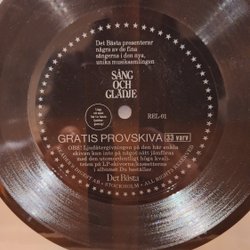 Det Bästa presenterar
några av de fina
sångerna i den nya,
unika musiksamlingen
SÅNG
OCH
GLÄDJE
REL-01
GRATIS PROVSKIVA 33 varv
OBS! Ljudåtergivningen på den här enkla
skivan kan inte på något sätt jämföras
med den utomordentligt höga kvali-
teten på LP-skivorna/kassetterna
i albumet Du beställer.
Det Bästa
STOCKHOLM ALL RIGHTS